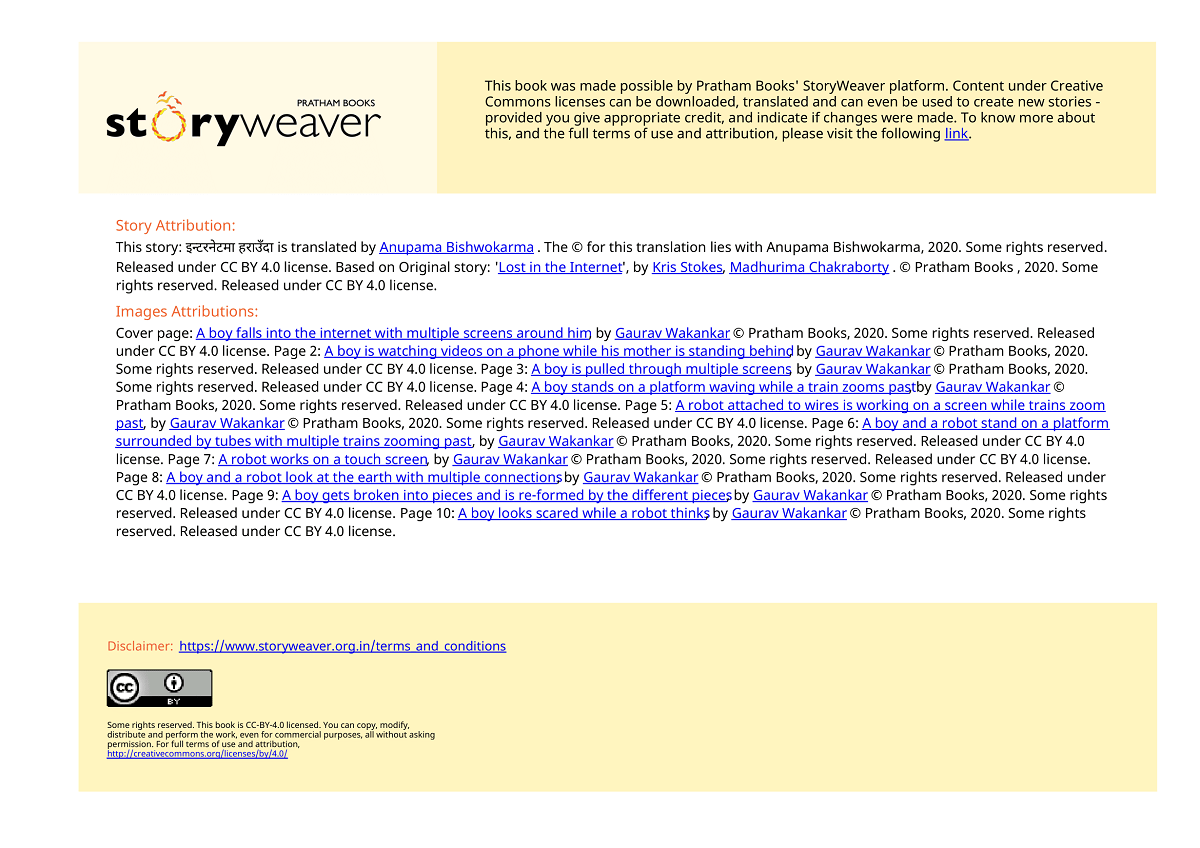 PRATHAM BOOKS
storyweaver
This book was made possible by Pratham Books' StoryWeaver platform. Content under Creative
Commons licenses can be downloaded, translated and can even be used to create new stories -
provided you give appropriate credit, and indicate if changes were made. To know more about
this, and the full terms of use and attribution, please visit the following link.
Story Attribution:
This story: इन्टरनेटमा हराउँदा is translated by Anupama Bishwokarma . The © for this translation lies with Anupama Bishwokarma, 2020. Some rights reserved.
Released under CC BY 4.0 license. Based on Original story: 'Lost in the Internet', by Kris Stokes, Madhurima Chakraborty . © Pratham Books , 2020. Some
rights reserved. Released under CC BY 4.0 license.
Images Attributions:
Cover page: A boy falls into the internet with multiple screens around him, by Gaurav Wakankar © Pratham Books, 2020. Some rights reserved. Released
under CC BY 4.0 license. Page 2: A boy is watching videos on a phone while his mother is standing behind, by Gaurav Wakankar © Pratham Books, 2020.
Some rights reserved. Released under CC BY 4.0 license. Page 3: A boy is pulled through multiple screens, by Gaurav Wakankar © Pratham Books, 2020.
Some rights reserved. Released under CC BY 4.0 license. Page 4: A boy stands on a platform waving while a train zooms past, by Gaurav Wakankar ©
Pratham Books, 2020. Some rights reserved. Released under CC BY 4.0 license. Page 5: A robot attached to wires is working on a screen while trains zoom
past, by Gaurav Wakankar © Pratham Books, 2020. Some rights reserved. Released under CC BY 4.0 license. Page 6: A boy and a robot stand on a platform
surrounded by tubes with multiple trains zooming past, by Gaurav Wakankar © Pratham Books, 2020. Some rights reserved. Released under CC BY 4.0
license. Page 7: A robot works on a touch screen, by Gaurav Wakankar © Pratham Books, 2020. Some rights reserved. Released under CC BY 4.0 license.
Page 8: A boy and a robot look at the earth with multiple connections, by Gaurav Wakankar © Pratham Books, 2020. Some rights reserved. Released under
CC BY 4.0 license. Page 9: A boy gets broken into pieces and is re-formed by the different pieces, by Gaurav Wakankar © Pratham Books, 2020. Some rights
reserved. Released under CC BY 4.0 license. Page 10: A boy looks scared while a robot thinks, by Gaurav Wakankar © Pratham Books, 2020. Some rights
reserved. Released under CC BY 4.0 license.
Disclaimer: https://www.storyweaver.org.in/terms_and_conditions
cc BY
Some rights reserved. This book is CC-BY-4.0 licensed. You can copy, modify,
distribute and perform the work, even for commercial purposes, all without asking
permission. For full terms of use and attribution,
http://creativecommons.org/licenses/by/4.0/